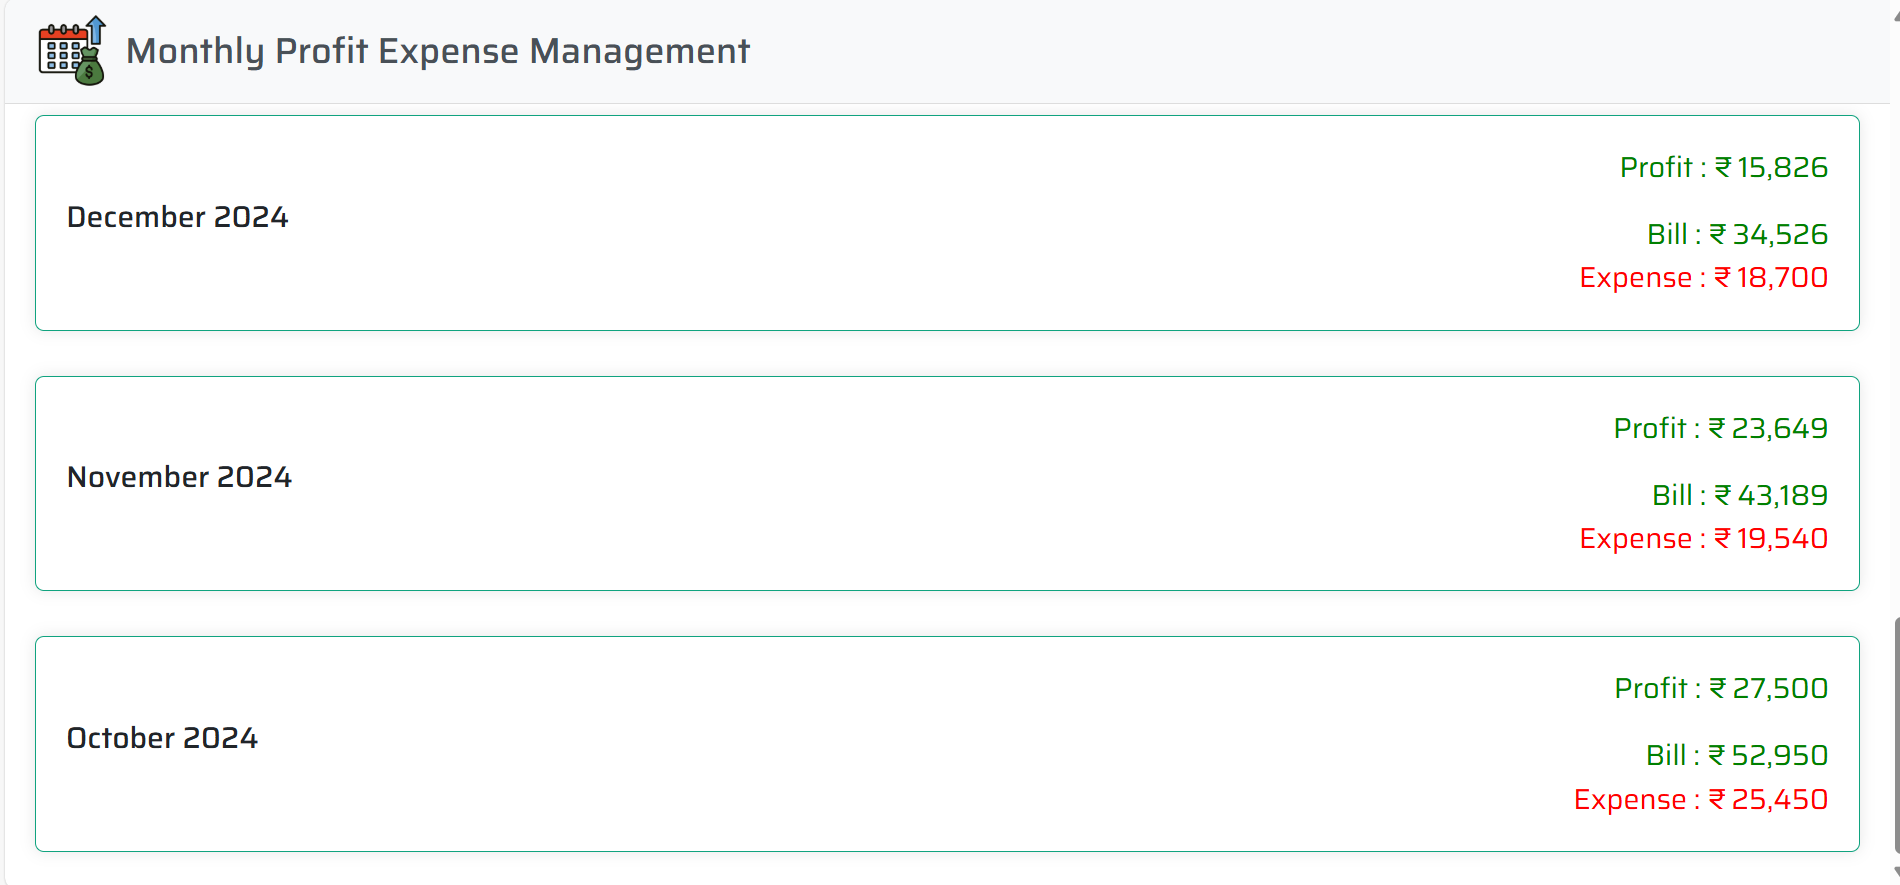 Monthly Profit Expense Management
December 2024
Profit : ₹ 15,826
Bill : ₹ 34,526
Expense : ₹ 18,700
November 2024
Profit : ₹ 23,649
Bill : ₹ 43,189
Expense : ₹ 19,540
October 2024
Profit : ₹ 27,500
Bill : ₹ 52,950
Expense : ₹ 25,450